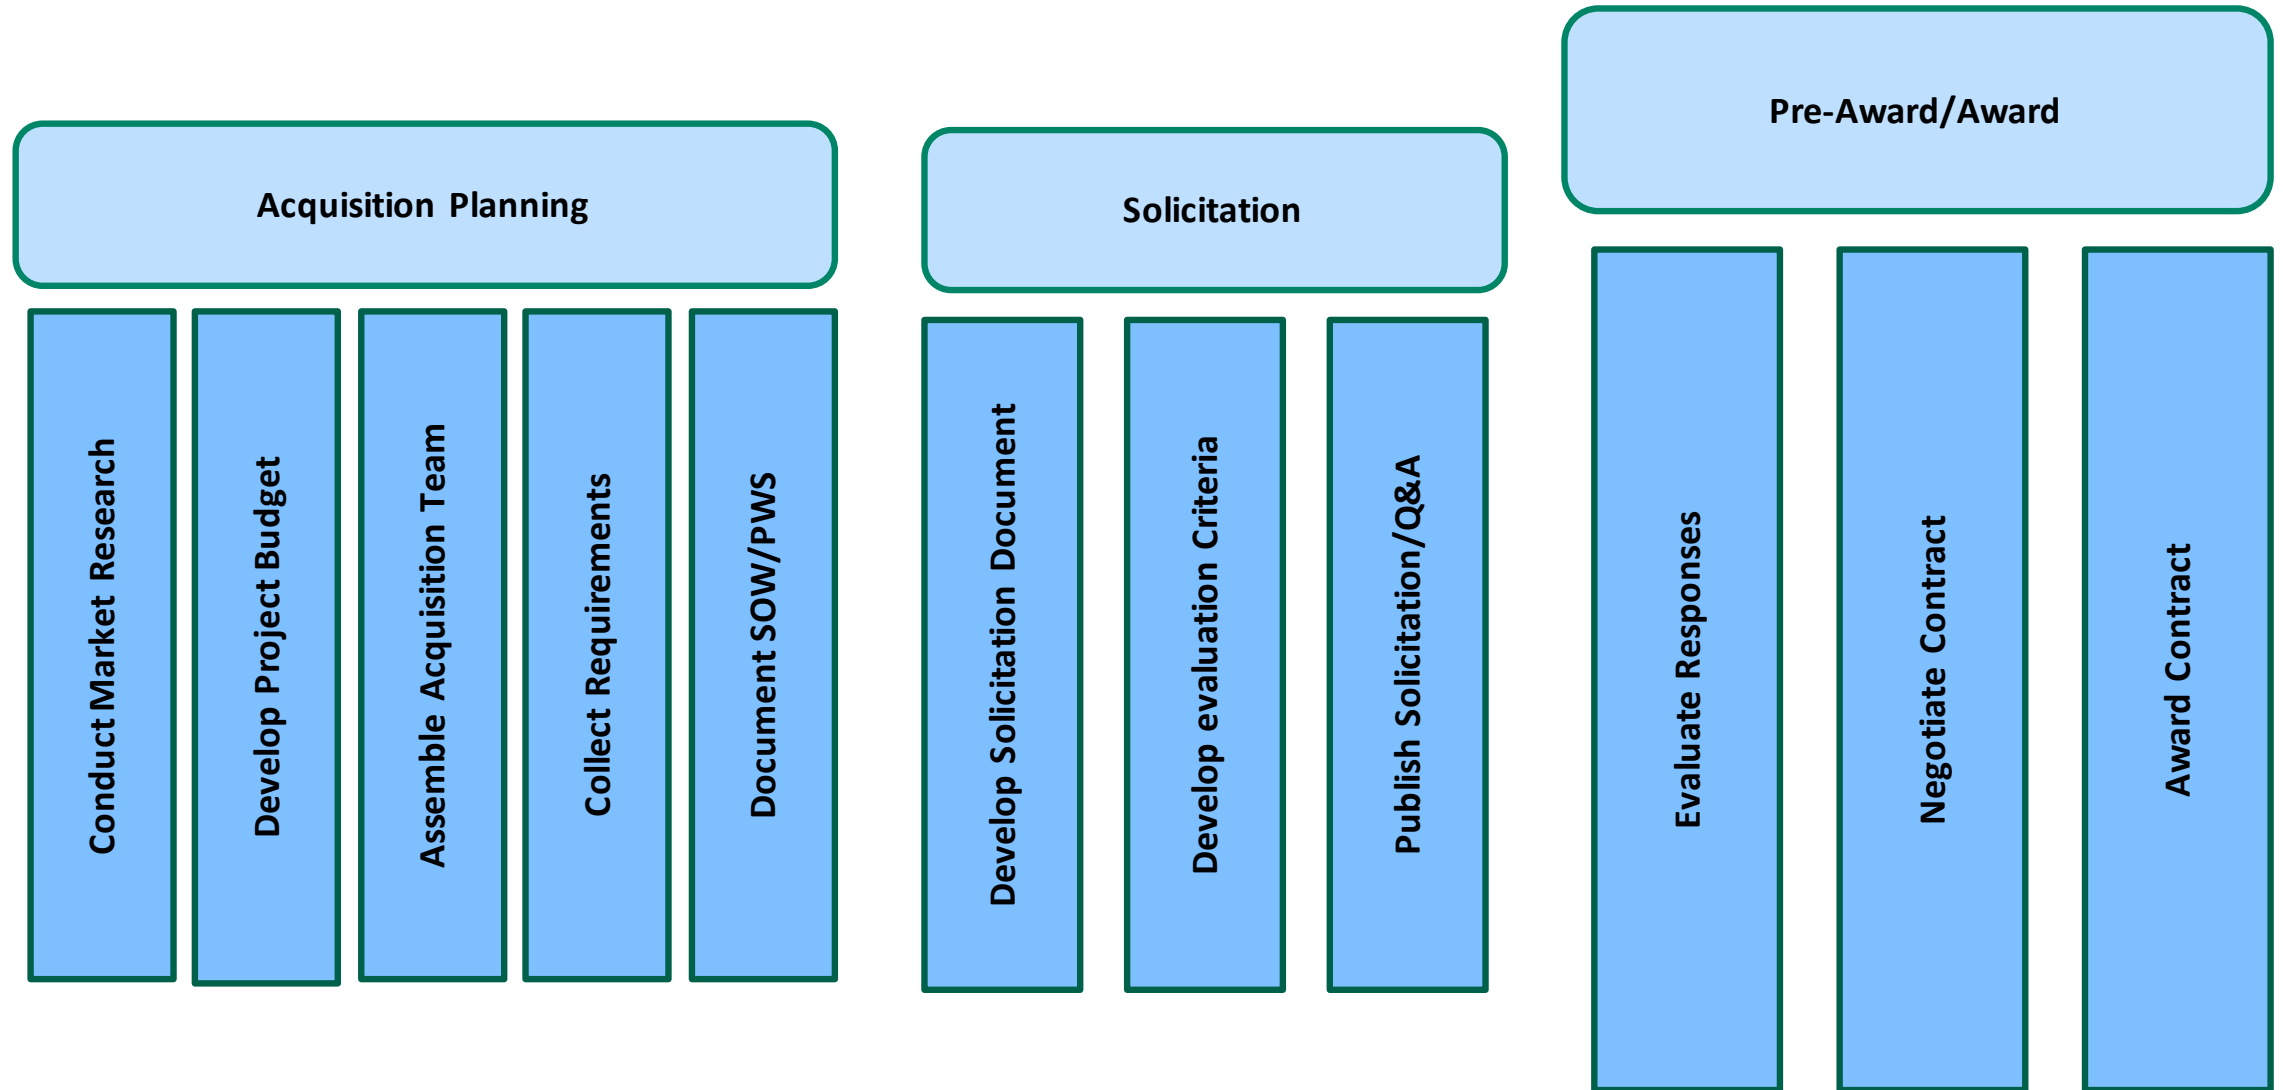 Acquisition Planning
Conduct Market Research
Develop Project Budget
Assemble Acquisition Team
Collect Requirements
Document SOW/PWS
Solicitation
Develop Solicitation Document
Develop evaluation Criteria
Publish Solicitation/Q&A
Pre-Award/Award
Evaluate Responses
Negotiate Contract
Award Contract